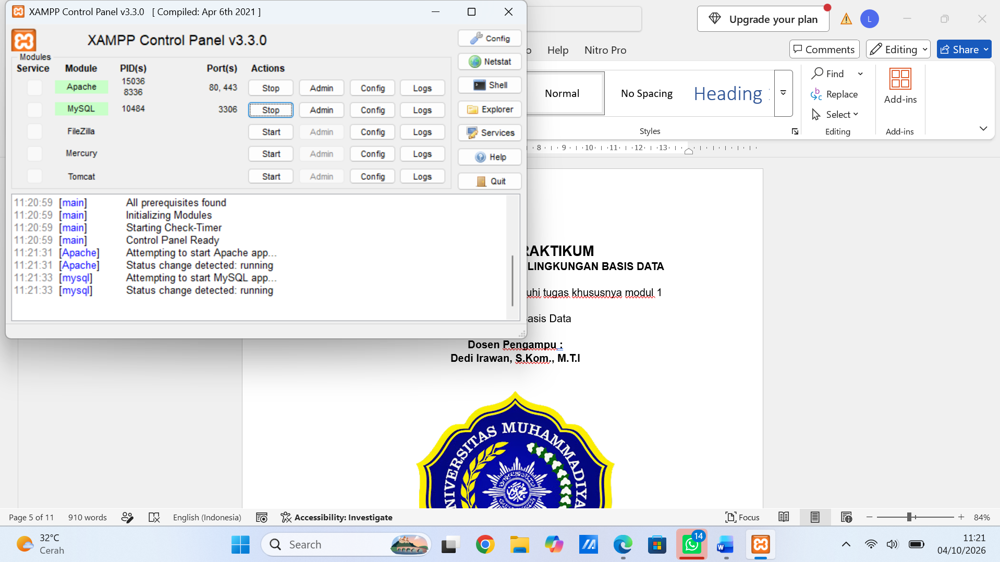 XAMPP Control Panel v3.3.0 [ Compiled: Apr 6th 2021 ]
XAMPP Control Panel v3.3.0
Config
Netstat
Shell
Explorer
Services
Help
Quit
Modules
Service Module PID(s) Port(s) Actions
Apache 15036 8336 80, 443 Stop Admin Config Logs
MySQL 10484 3306 Stop Admin Config Logs
FileZilla Start Admin Config Logs
Mercury Start Admin Config Logs
Tomcat Start Admin Config Logs
11:20:59 [main] All prerequisites found
11:20:59 [main] Initializing Modules
11:20:59 [main] Starting Check-Timer
11:20:59 [main] Control Panel Ready
11:21:31 [Apache] Attempting to start Apache app...
11:21:31 [Apache] Status change detected: running
11:21:33 [mysql] Attempting to start MySQL app...
11:21:33 [mysql] Status change detected: running
Upgrade your plan
L
Help Nitro Pro
Comments Editing Share
Normal No Spacing Heading
Styles
Find
Replace
Select
Editing
Add-ins
Add-ins
8 9 10 11 12 13
RAKTIKUM
LINGKUNGAN BASIS DATA
uhi tugas khususnya modul 1
asis Data
Dosen Pengampu :
Dedi Irawan, S.Kom., M.T.I
NIVERSITAS MUHAMMADIYA
Page 5 of 11 910 words English (Indonesia) Accessibility: Investigate Focus 84%
32°C
Cerah
Search
14
11:21
04/10/2026